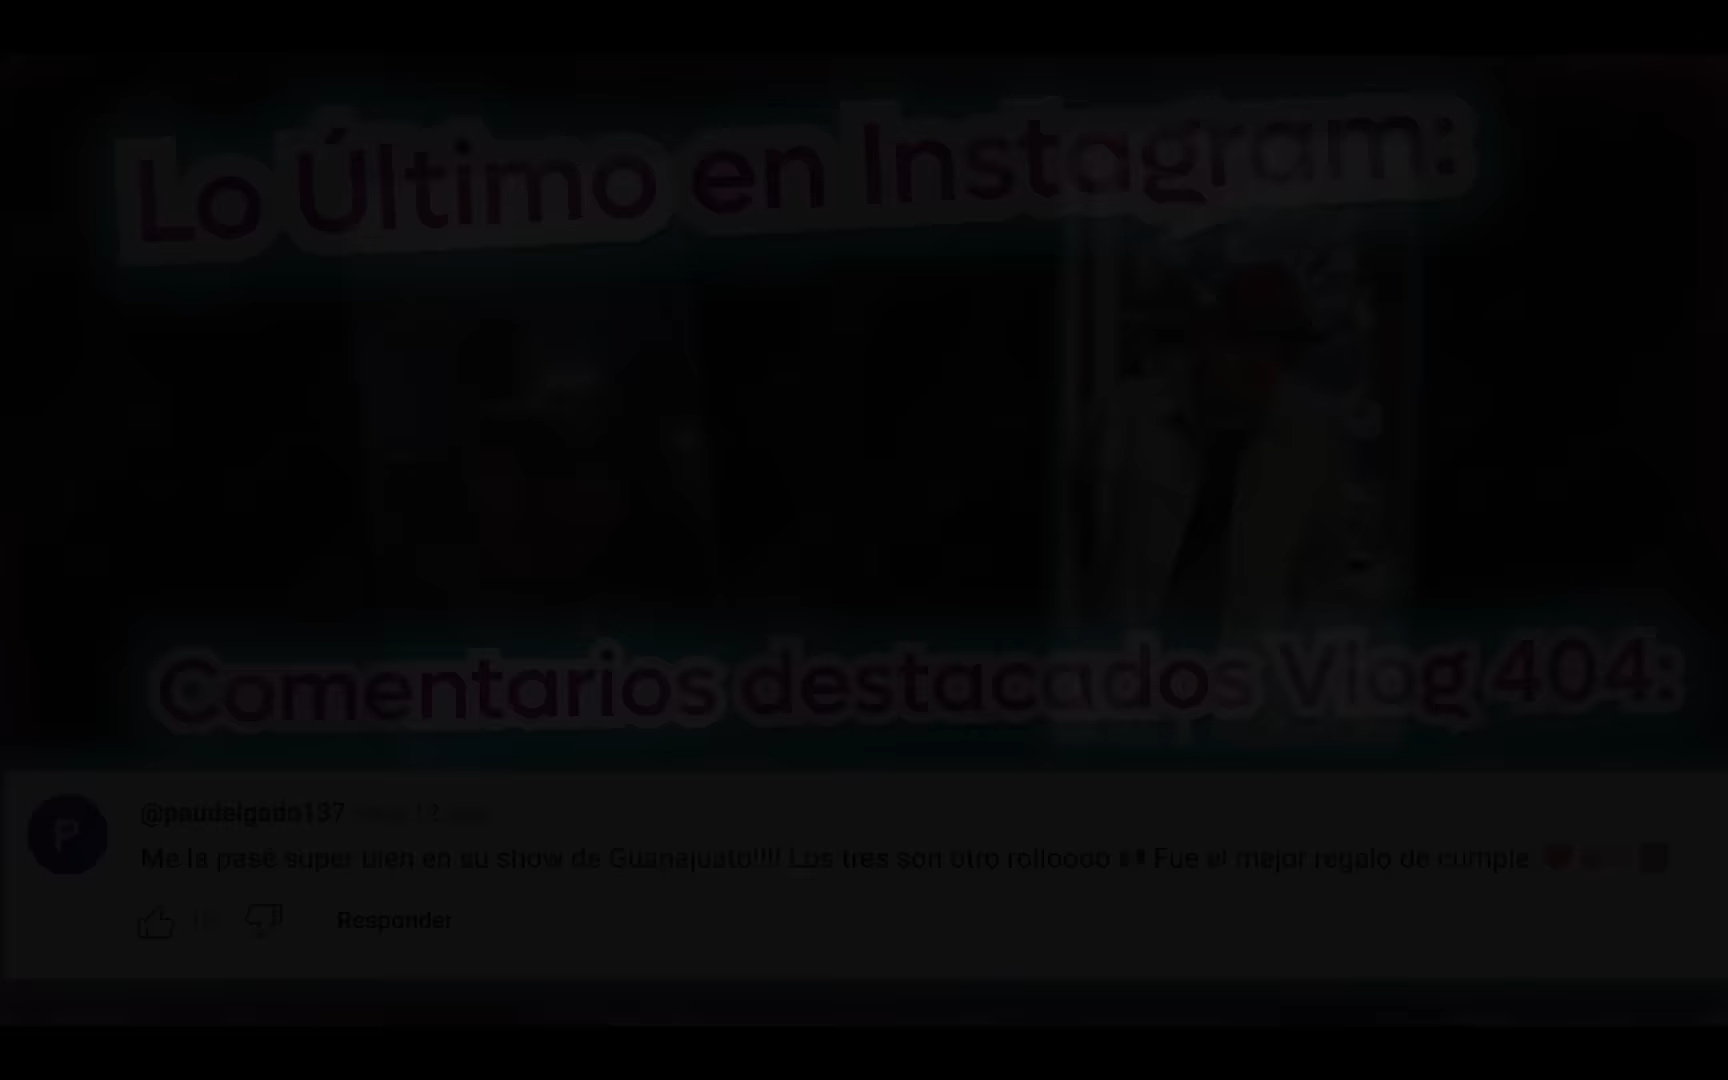 Lo Último en Instagram:
Comentarios destacados Vlog 404:
P
@paudelgado137
Me la pasé super bien en su show de Guanajuato!!!! Los tres son otro rolloooo Fue el mejor regalo de cumple
Responder